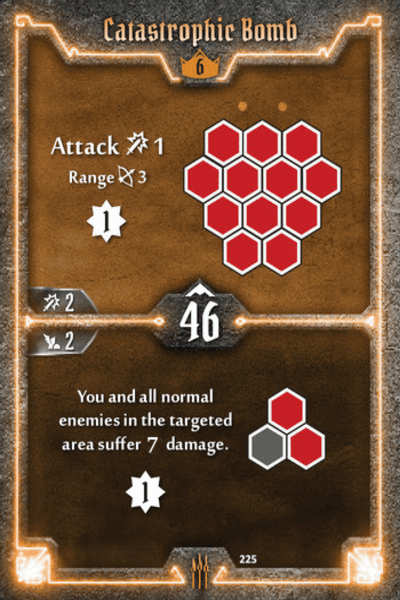 Catastrophic Bomb
6
Attack 1
Range 3
1
2
46
2
You and all normal
enemies in the targeted
area suffer 7 damage.
1
225